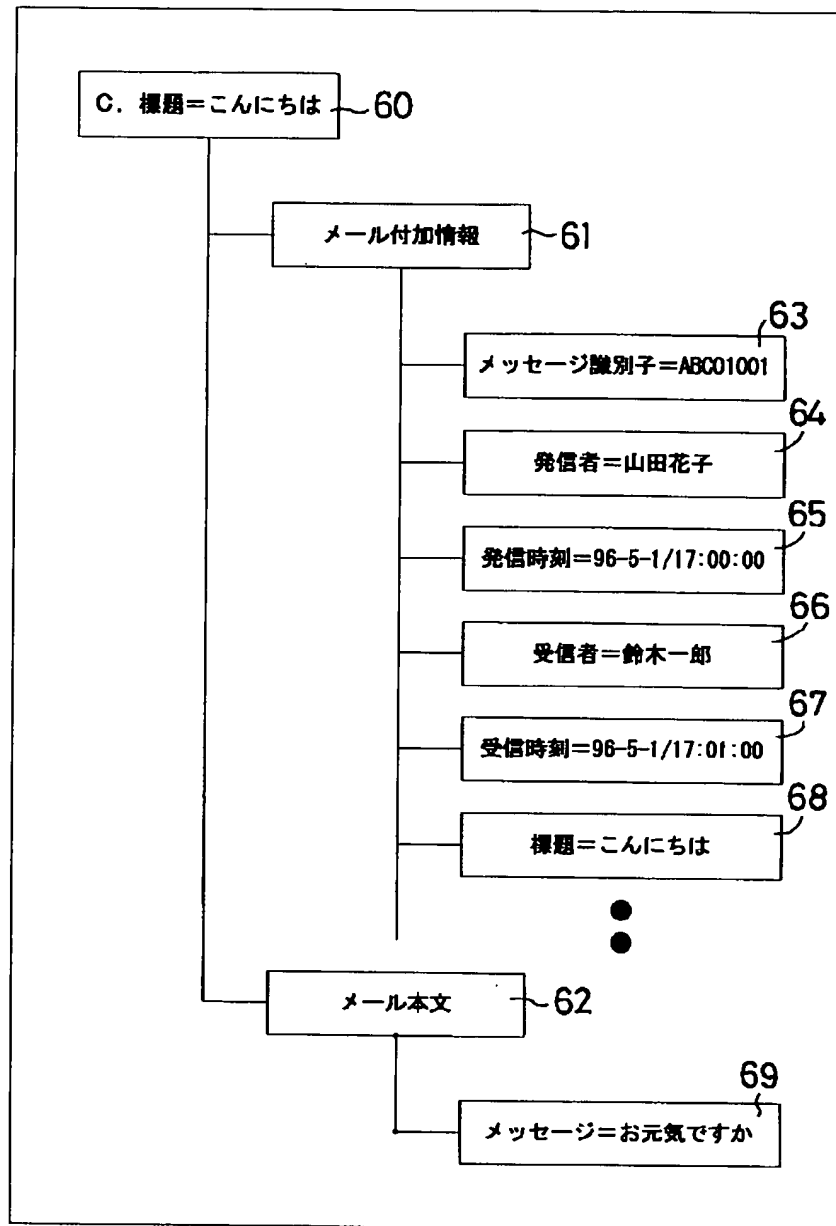 C．標題＝こんにちは
60
メール付加情報
61
63
メッセージ識別子＝ABC01001
64
発信者＝山田花子
65
発信時刻＝96-5-1/17:00:00
66
受信者＝鈴木一郎
67
受信時刻＝96-5-1/17:01:00
68
標題＝こんにちは
メール本文
62
69
メッセージ＝お元気ですか